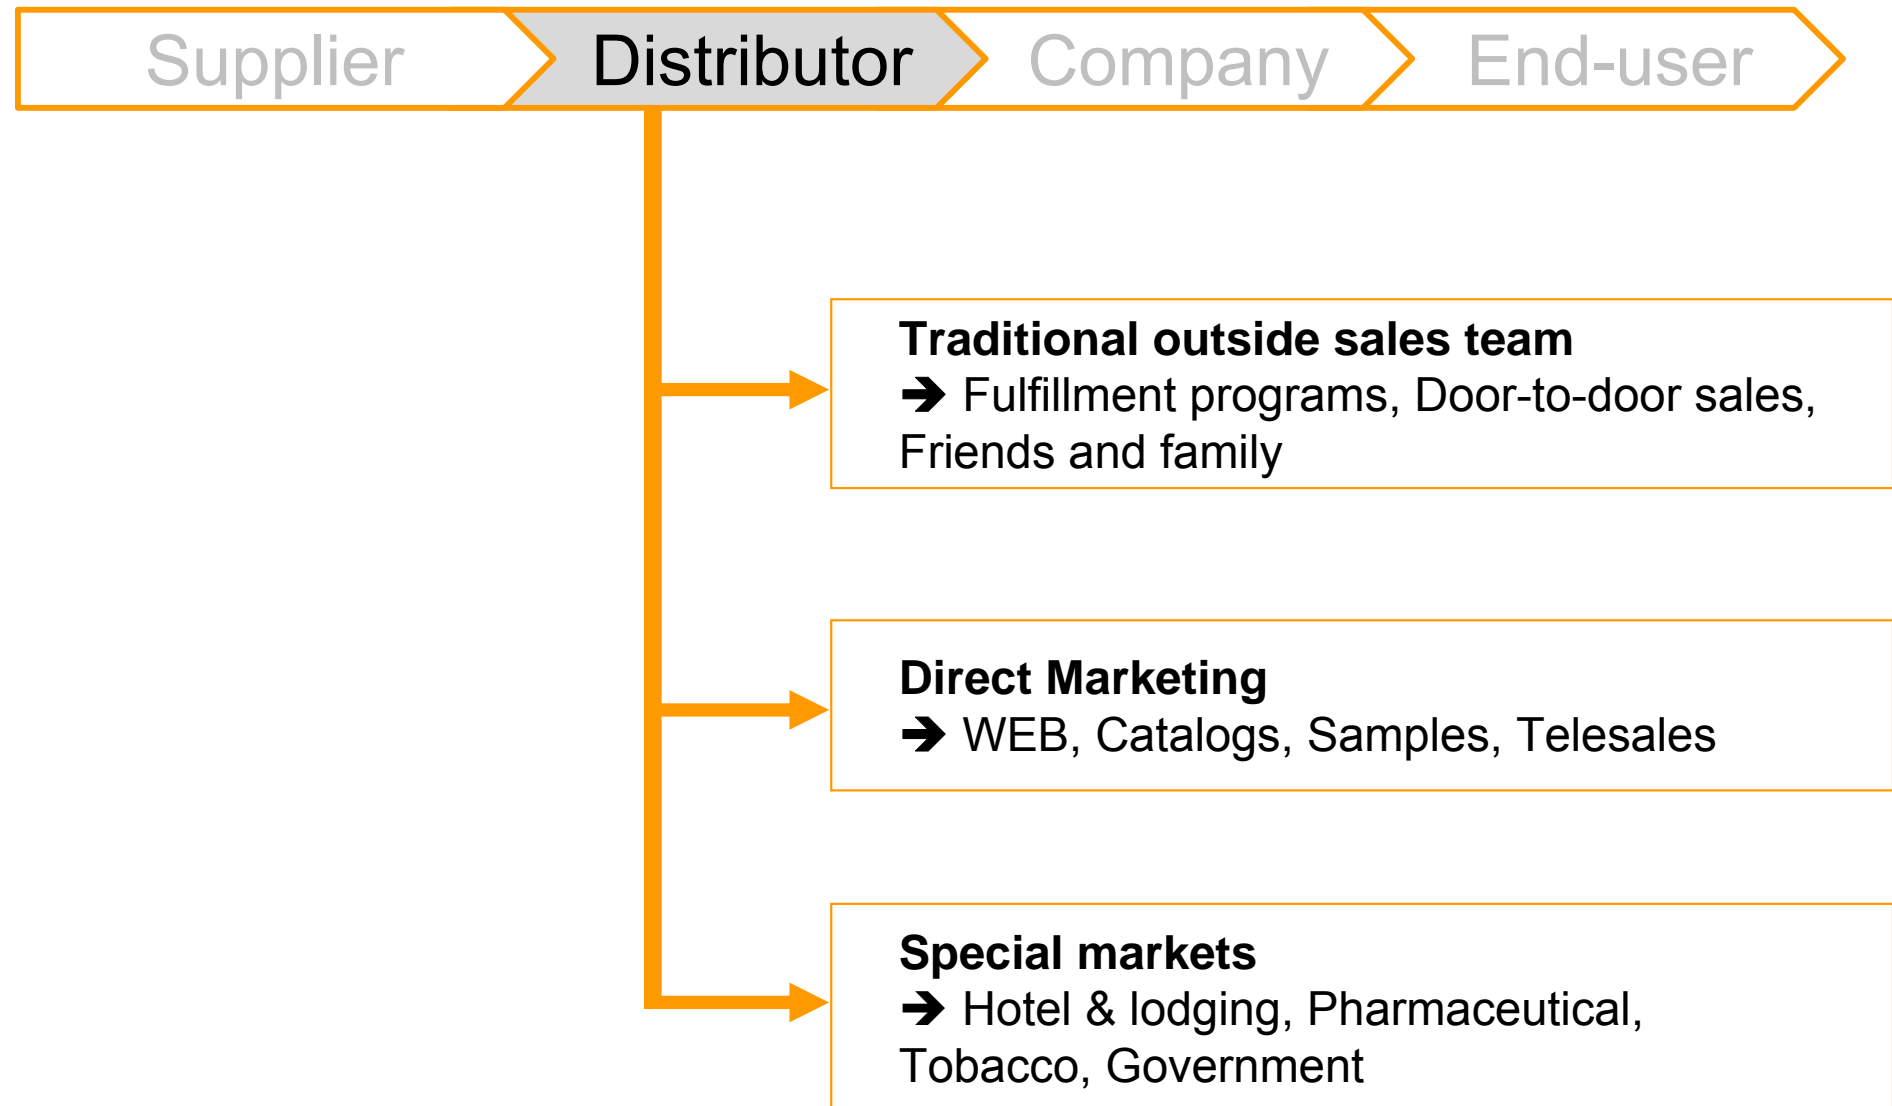 Supplier Distributor Company End-user
Traditional outside sales team
➔ Fulfillment programs, Door-to-door sales,
Friends and family
Direct Marketing
➔ WEB, Catalogs, Samples, Telesales
Special markets
➔ Hotel & lodging, Pharmaceutical,
Tobacco, Government